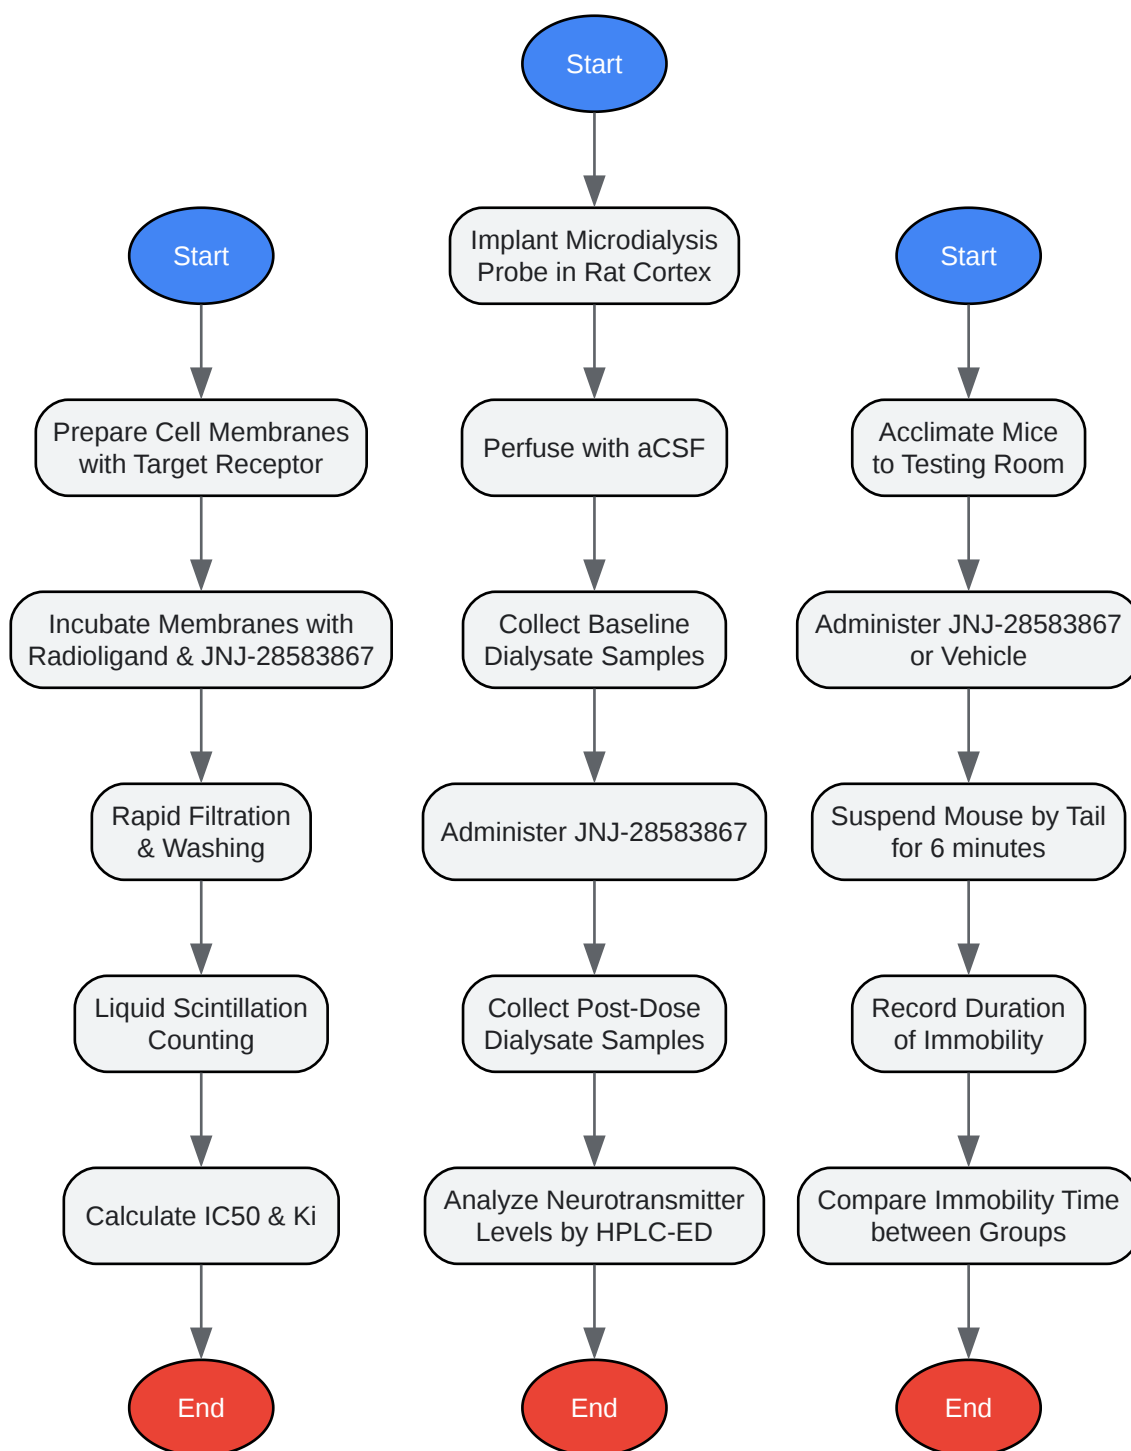 Start
Prepare Cell Membranes
with Target Receptor
Incubate Membranes with
Radioligand & JNJ-28583867
Rapid Filtration
& Washing
Liquid Scintillation
Counting
Calculate IC50 & Ki
End
Start
Implant Microdialysis
Probe in Rat Cortex
Perfuse with aCSF
Collect Baseline
Dialysate Samples
Administer JNJ-28583867
Collect Post-Dose
Dialysate Samples
Analyze Neurotransmitter
Levels by HPLC-ED
End
Start
Acclimate Mice
to Testing Room
Administer JNJ-28583867
or Vehicle
Suspend Mouse by Tail
for 6 minutes
Record Duration
of Immobility
Compare Immobility Time
between Groups
End